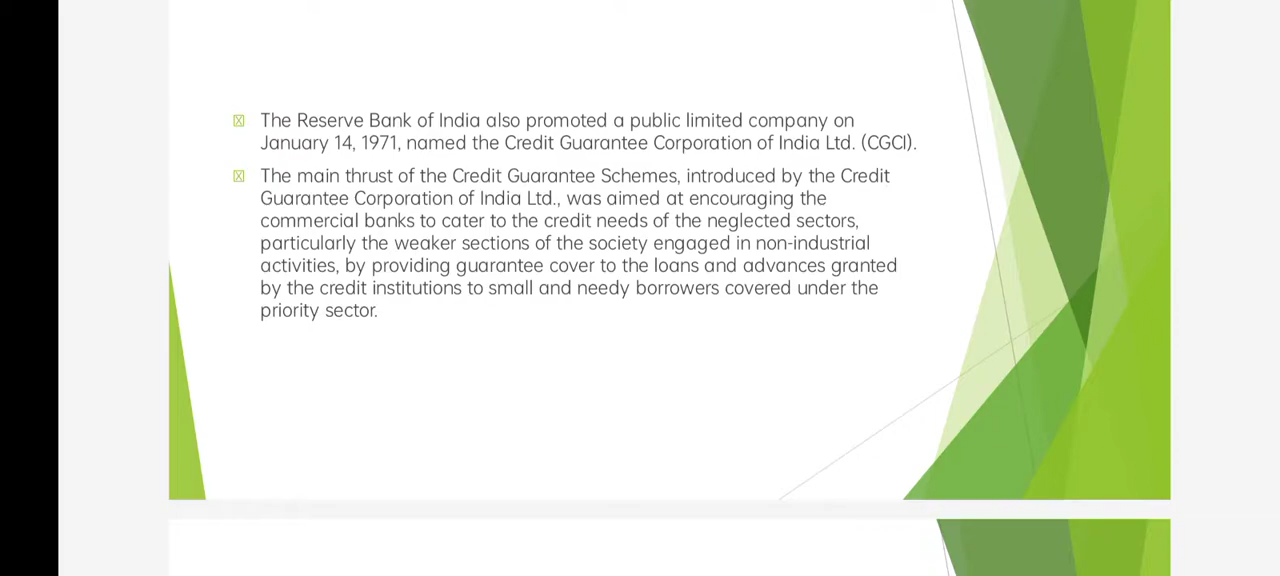 The Reserve Bank of India also promoted a public limited company on
January 14, 1971, named the Credit Guarantee Corporation of India Ltd. (CGCI).
The main thrust of the Credit Guarantee Schemes, introduced by the Credit
Guarantee Corporation of India Ltd., was aimed at encouraging the
commercial banks to cater to the credit needs of the neglected sectors,
particularly the weaker sections of the society engaged in non-industrial
activities, by providing guarantee cover to the loans and advances granted
by the credit institutions to small and needy borrowers covered under the
priority sector.